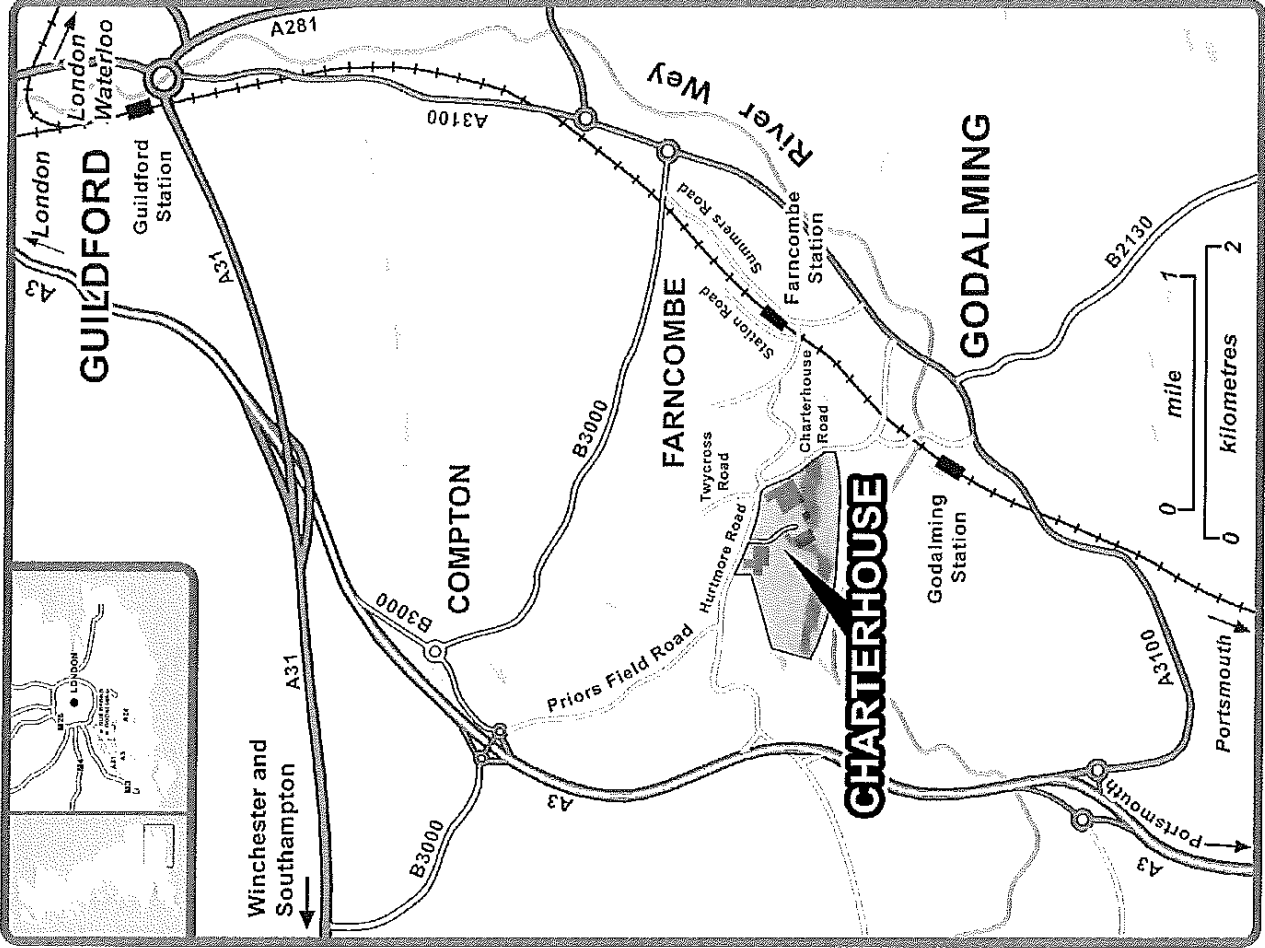 London
Waterloo
A281
London
A3
GUILDFORD
Guildford
Station
A31
A3100
River Wey
Summers Road
Farncombe
Station
Station Road
FARNCOMBE
GODALMING
B2130
B3000
COMPTON
B3000
Twycross
Road
Charterhouse
Road
Hurtmore Road
CHARTERHOUSE
Godalming
Station
Priors Field Road
0 1
mile
0 2
kilometres
A31
Winchester and
Southampton
B3000
A3
A3100
Portsmouth
Portsmouth
A3
LONDON